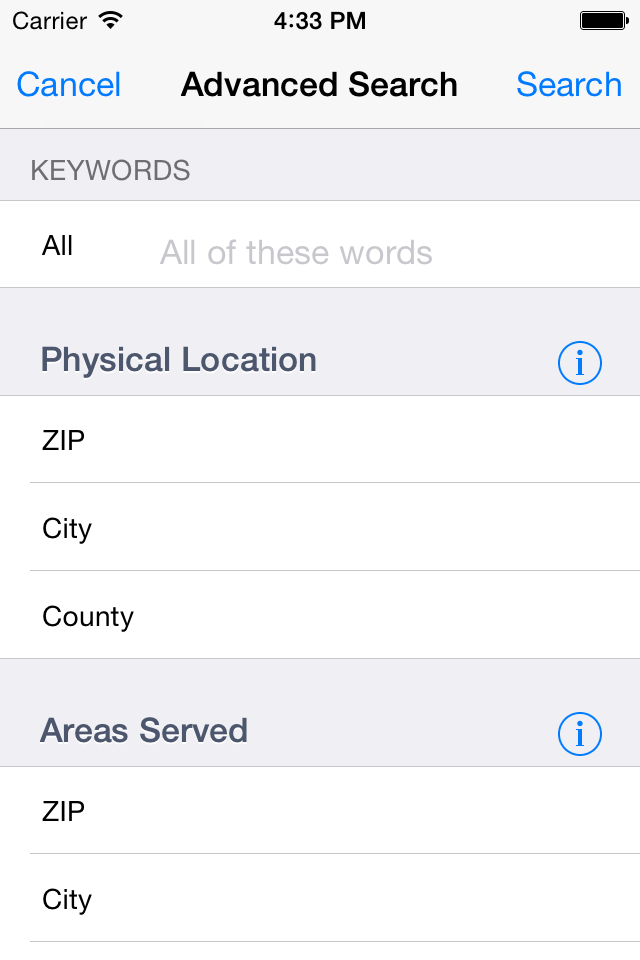 Carrier 4:33 PM
Cancel Advanced Search Search
KEYWORDS
All All of these words
Physical Location i
ZIP
City
County
Areas Served i
ZIP
City